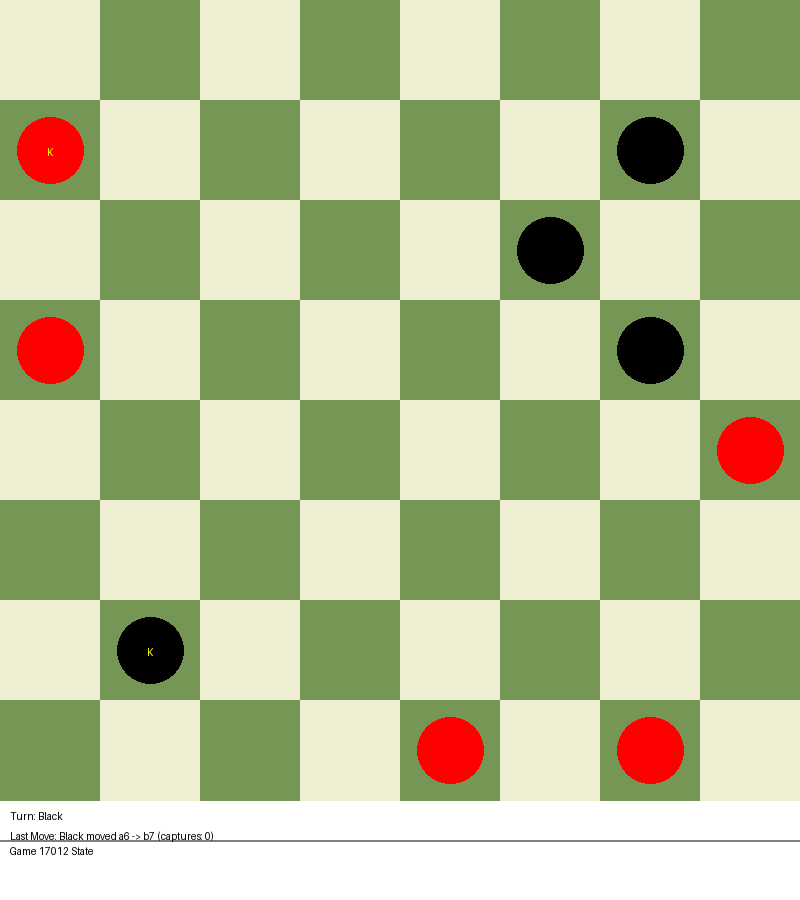 K
K
Turn: Black
Last Move: Black moved a6 -> b7 (captures: 0)
Game 17012 State